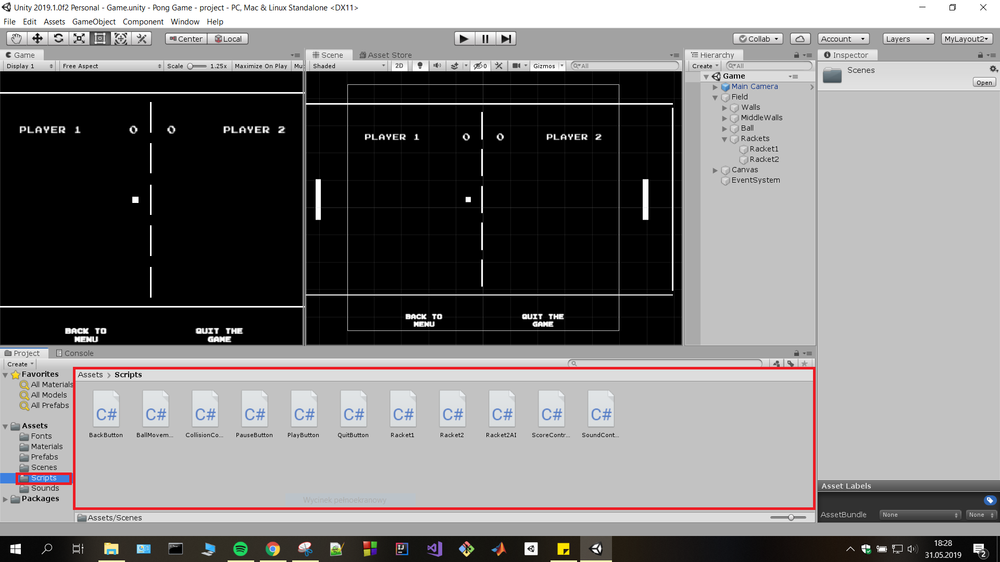 Unity 2019.1.0f2 Personal - Game.unity - Pong Game - project - PC, Mac & Linux Standalone <DX11>
File Edit Assets GameObject Component Window Help
Center Local
Collab Account Layers MyLayout2
Game
Display 1 Free Aspect Scale 1.25x Maximize On Play Mu
PLAYER 1 0 0 PLAYER 2
BACK TO
MENU
QUIT THE
GAME
Scene Asset Store
Shaded 2D 0 Gizmos All
PLAYER 1 0 0 PLAYER 2
BACK TO
MENU
QUIT THE
GAME
Hierarchy
Create All
Game
Main Camera
Field
Walls
MiddleWalls
Ball
Rackets
Racket1
Racket2
Canvas
EventSystem
Inspector
Scenes
Open
Project Console
Create
Favorites
All Materials
All Models
All Prefabs
Assets
Fonts
Materials
Prefabs
Scenes
Scripts
Sounds
Packages
Assets > Scripts
C# C# C# C# C# C# C# C# C# C# C#
BackButton BallMovem... CollisionCo... PauseButton PlayButton QuitButton Racket1 Racket2 Racket2AI ScoreContr... SoundCont...
Wycinek pełnoekranowy
Assets/Scenes
Asset Labels
AssetBundle None None
18:28
31.05.2019
2